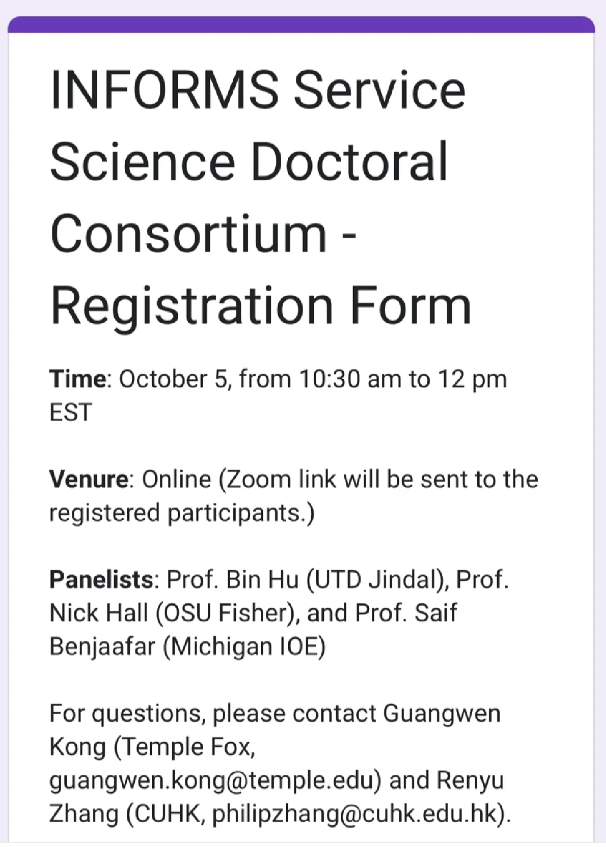 INFORMS Service
Science Doctoral
Consortium -
Registration Form
Time: October 5, from 10:30 am to 12 pm
EST
Venure: Online (Zoom link will be sent to the
registered participants.)
Panelists: Prof. Bin Hu (UTD Jindal), Prof.
Nick Hall (OSU Fisher), and Prof. Saif
Benjaafar (Michigan IOE)
For questions, please contact Guangwen
Kong (Temple Fox,
guangwen.kong@temple.edu) and Renyu
Zhang (CUHK, philipzhang@cuhk.edu.hk).